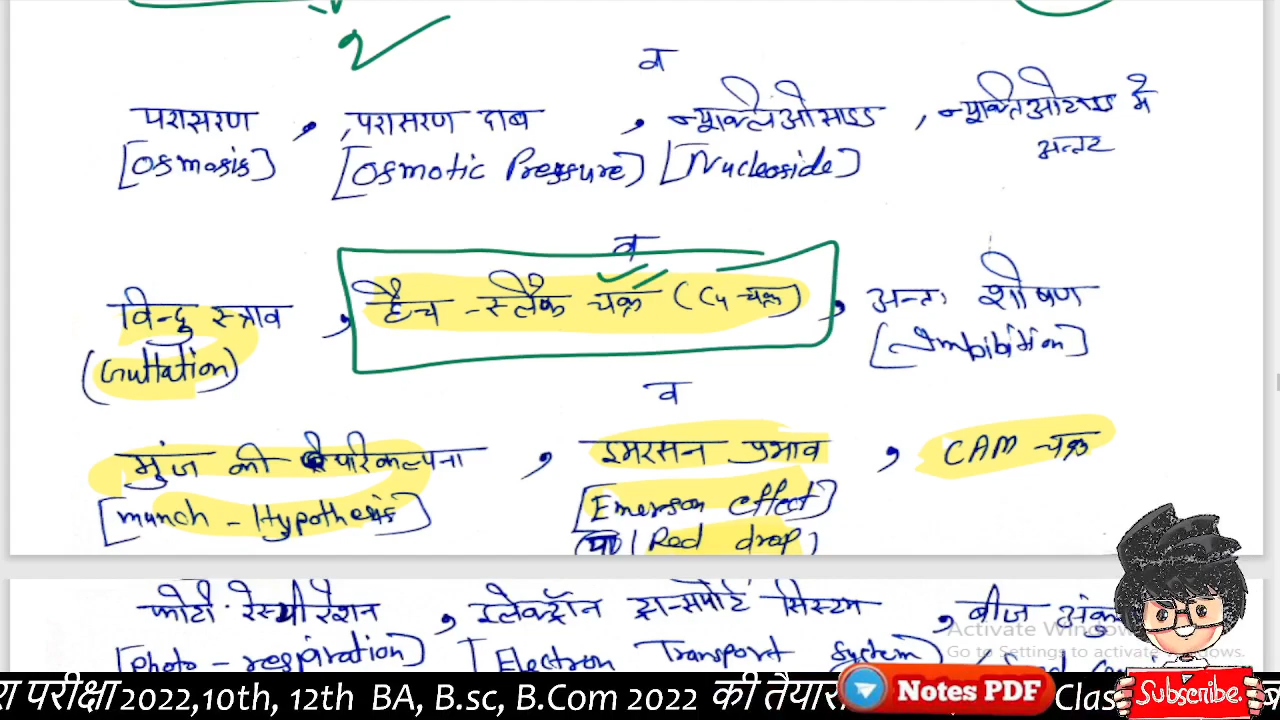 व
परासरण , परासरण दाब , न्यूक्लिओसाइड , न्यूक्लिओटाइड में अन्तर
[Osmosis] [Osmotic Pressure] [Nucleoside]
व
विन्दु स्त्राव , हैच - स्लैक चक्र (C4 चक्र) , अन्तः शोषण
(Guttation) [Imbibition]
व
मुंज की परिकल्पना , इमरसन प्रभाव , CAM चक्र
[munch - Hypothesis] [Emerson effect]
(या Red drop)
फोटो रेस्पीरेशन , इलेक्ट्रॉन ट्रान्सपोर्ट सिस्टम , बीज
[photo - respiration) [Electron Transport System)
Activate Windows
Go to Settings to activate Windows.
परीक्षा 2022,10th, 12th BA, B.sc, B.Com 2022 की Notes PDF Subscribe.